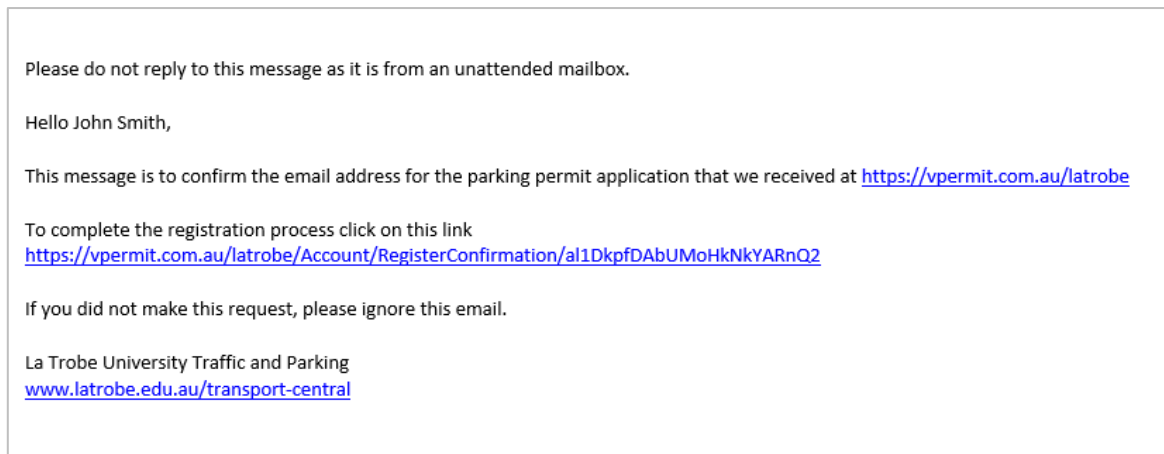 Please do not reply to this message as it is from an unattended mailbox.
Hello John Smith,
This message is to confirm the email address for the parking permit application that we received at https://vpermit.com.au/latrobe
To complete the registration process click on this link
https://vpermit.com.au/latrobe/Account/RegisterConfirmation/al1DkpfDAbUMoHkNkYARnQ2
If you did not make this request, please ignore this email.
La Trobe University Traffic and Parking
www.latrobe.edu.au/transport-central